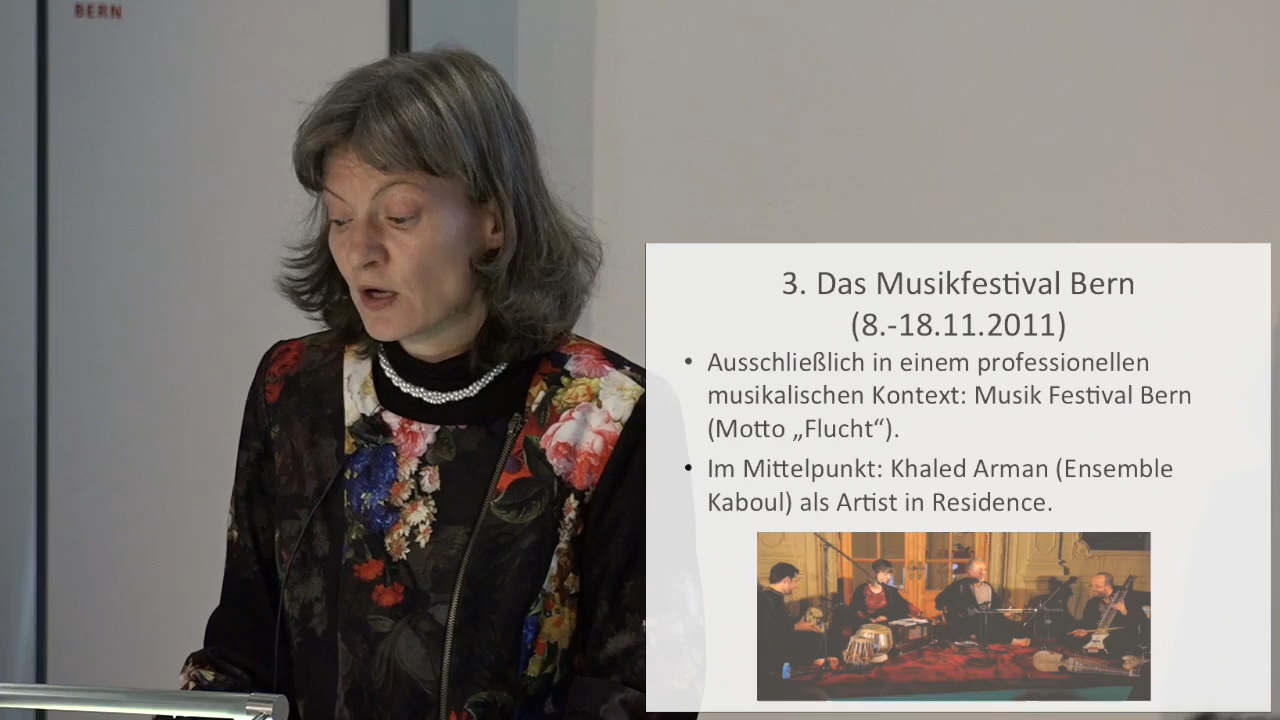 BERN
3. Das Musikfestival Bern
(8.-18.11.2011)
• Ausschließlich in einem professionellen
musikalischen Kontext: Musik Festival Bern
(Motto „Flucht“).
• Im Mittelpunkt: Khaled Arman (Ensemble
Kaboul) als Artist in Residence.